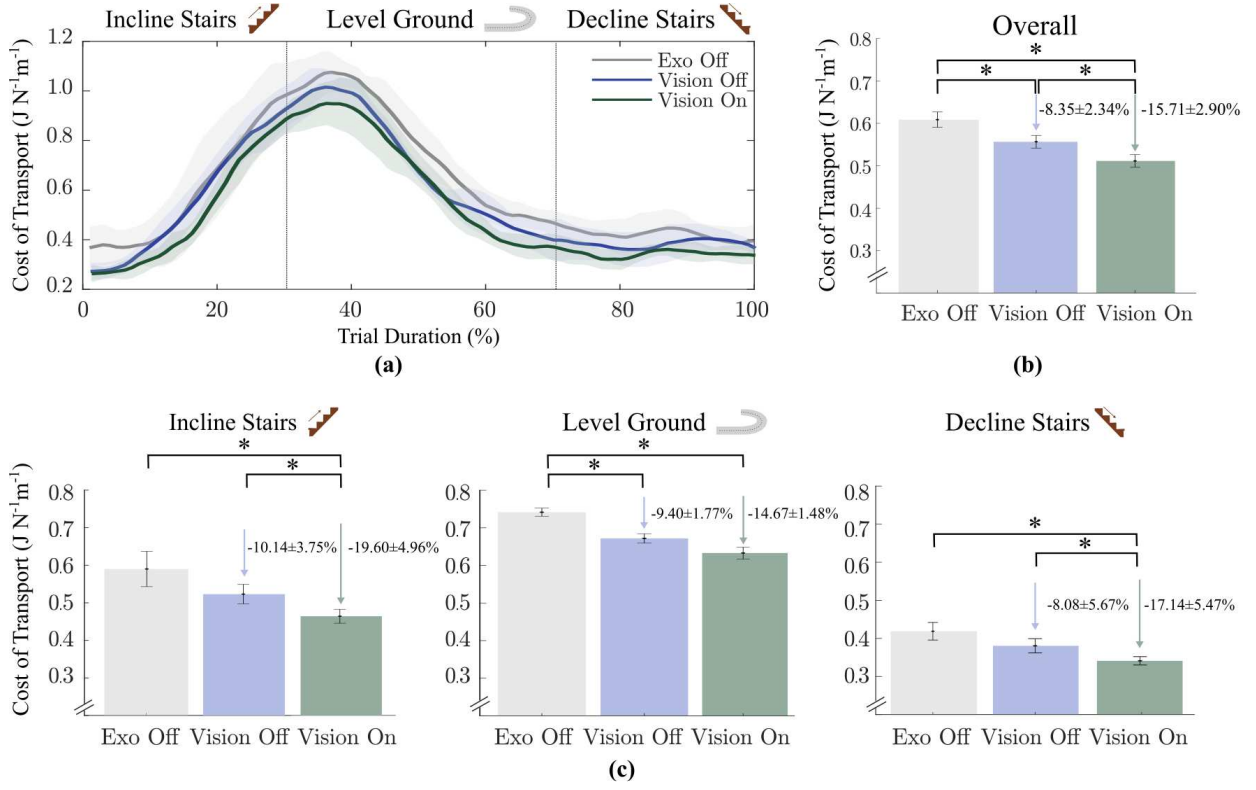 Incline Stairs
Level Ground
Decline Stairs
Cost of Transport (J N⁻¹m⁻¹)
1.2
1.0
0.8
0.6
0.4
0.2
Exo Off
Vision Off
Vision On
0 20 40 60 80 100
Trial Duration (%)
(a)
Overall
Cost of Transport (J N⁻¹m⁻¹)
0.8
0.7
0.6
0.5
0.4
0.3
* 
* *
-8.35±2.34% -15.71±2.90%
Exo Off Vision Off Vision On
(b)
Incline Stairs
Cost of Transport (J N⁻¹m⁻¹)
0.8
0.7
0.6
0.5
0.4
0.3
*
*
-10.14±3.75% -19.60±4.96%
Exo Off Vision Off Vision On
Level Ground
0.8
0.7
0.6
0.5
0.4
0.3
*
*
-9.40±1.77% -14.67±1.48%
Exo Off Vision Off Vision On
Decline Stairs
0.8
0.7
0.6
0.5
0.4
0.3
*
*
-8.08±5.67% -17.14±5.47%
Exo Off Vision Off Vision On
(c)